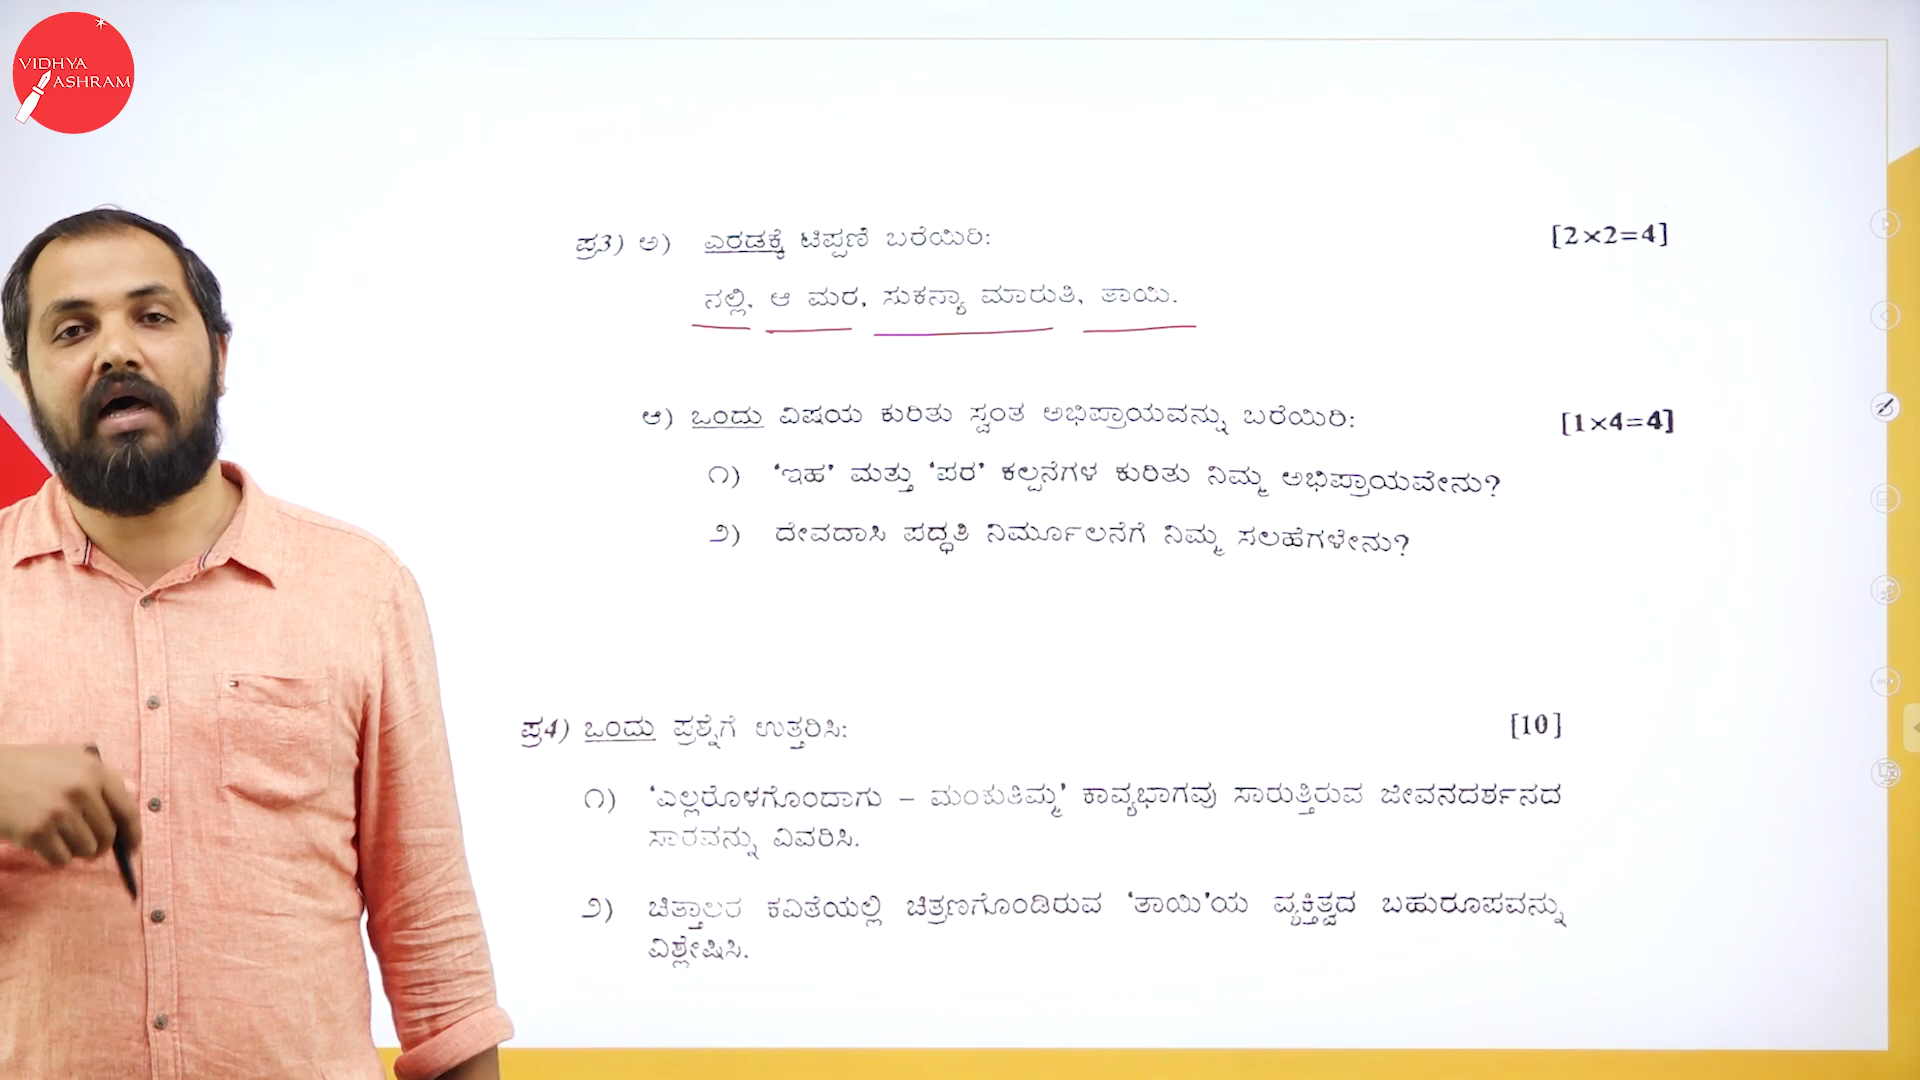 VIDHYA
ASHRAM
ಪ್ರ3) ಅ) ಎರಡಕ್ಕೆ ಟಿಪ್ಪಣಿ ಬರೆಯಿರಿ: [2×2=4]
ನಲ್ಲಿ, ಆ ಮರ, ಸುಕನ್ಯಾ ಮಾರುತಿ, ತಾಯಿ.
ಆ) ಒಂದು ವಿಷಯ ಕುರಿತು ಸ್ವಂತ ಅಭಿಪ್ರಾಯವನ್ನು ಬರೆಯಿರಿ: [1×4=4]
೧) ‘ಇಹ’ ಮತ್ತು ‘ಪರ’ ಕಲ್ಪನೆಗಳ ಕುರಿತು ನಿಮ್ಮ ಅಭಿಪ್ರಾಯವೇನು?
೨) ದೇವದಾಸಿ ಪದ್ಧತಿ ನಿರ್ಮೂಲನೆಗೆ ನಿಮ್ಮ ಸಲಹೆಗಳೇನು?
ಪ್ರ4) ಒಂದು ಪ್ರಶ್ನೆಗೆ ಉತ್ತರಿಸಿ: [10]
೧) ‘ಎಲ್ಲರೊಳಗೊಂದಾಗು – ಮಂಕುತಿಮ್ಮ’ ಕಾವ್ಯಭಾಗವು ಸಾರುತ್ತಿರುವ ಜೀವನದರ್ಶನದ
ಸಾರವನ್ನು ವಿವರಿಸಿ.
೨) ಚಿತ್ತಾಲರ ಕವಿತೆಯಲ್ಲಿ ಚಿತ್ರಣಗೊಂಡಿರುವ ‘ತಾಯಿ’ಯ ವ್ಯಕ್ತಿತ್ವದ ಬಹುರೂಪವನ್ನು
ವಿಶ್ಲೇಷಿಸಿ.